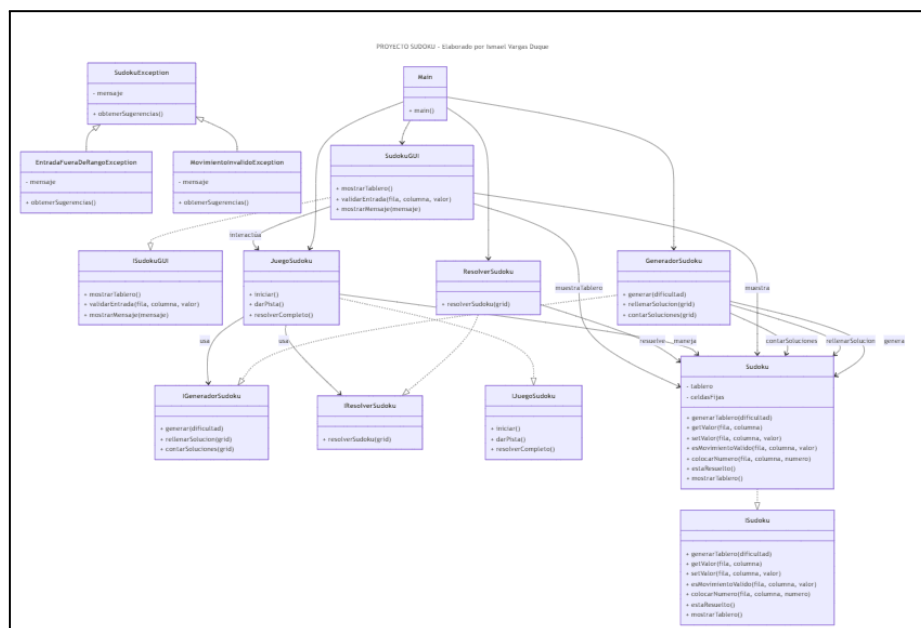 PROYECTO SUDOKU - Elaborado por Ismael Vargas Duque
SudokuException
- mensaje
+ obtenerSugerencias()
Main
+ main()
EntradaFueraDeRangoException
- mensaje
+ obtenerSugerencias()
MovimientoInvalidoException
- mensaje
+ obtenerSugerencias()
SudokuGUI
+ mostrarTablero()
+ validarEntrada(fila, columna, valor)
+ mostrarMensaje(mensaje)
interactúa
ISudokuGUI
+ mostrarTablero()
+ validarEntrada(fila, columna, valor)
+ mostrarMensaje(mensaje)
JuegoSudoku
+ iniciar()
+ darPista()
+ resolverCompleto()
ResolverSudoku
+ resolverSudoku(grid)
muestraTablero
GeneradorSudoku
+ generar(dificultad)
+ rellenarSolucion(grid)
+ contarSoluciones(grid)
muestra
usa
usa
resuelve
maneja
contarSoluciones
rellenarSolucion
genera
IGeneradorSudoku
+ generar(dificultad)
+ rellenarSolucion(grid)
+ contarSoluciones(grid)
IResolverSudoku
+ resolverSudoku(grid)
IJuegoSudoku
+ iniciar()
+ darPista()
+ resolverCompleto()
Sudoku
- tablero
- celdasFijas
+ generarTablero(dificultad)
+ getValor(fila, columna)
+ setValor(fila, columna, valor)
+ esMovimientoValido(fila, columna, valor)
+ colocarNumero(fila, columna, numero)
+ estaResuelto()
+ mostrarTablero()
ISudoku
+ generarTablero(dificultad)
+ getValor(fila, columna)
+ setValor(fila, columna, valor)
+ esMovimientoValido(fila, columna, valor)
+ colocarNumero(fila, columna, numero)
+ estaResuelto()
+ mostrarTablero()